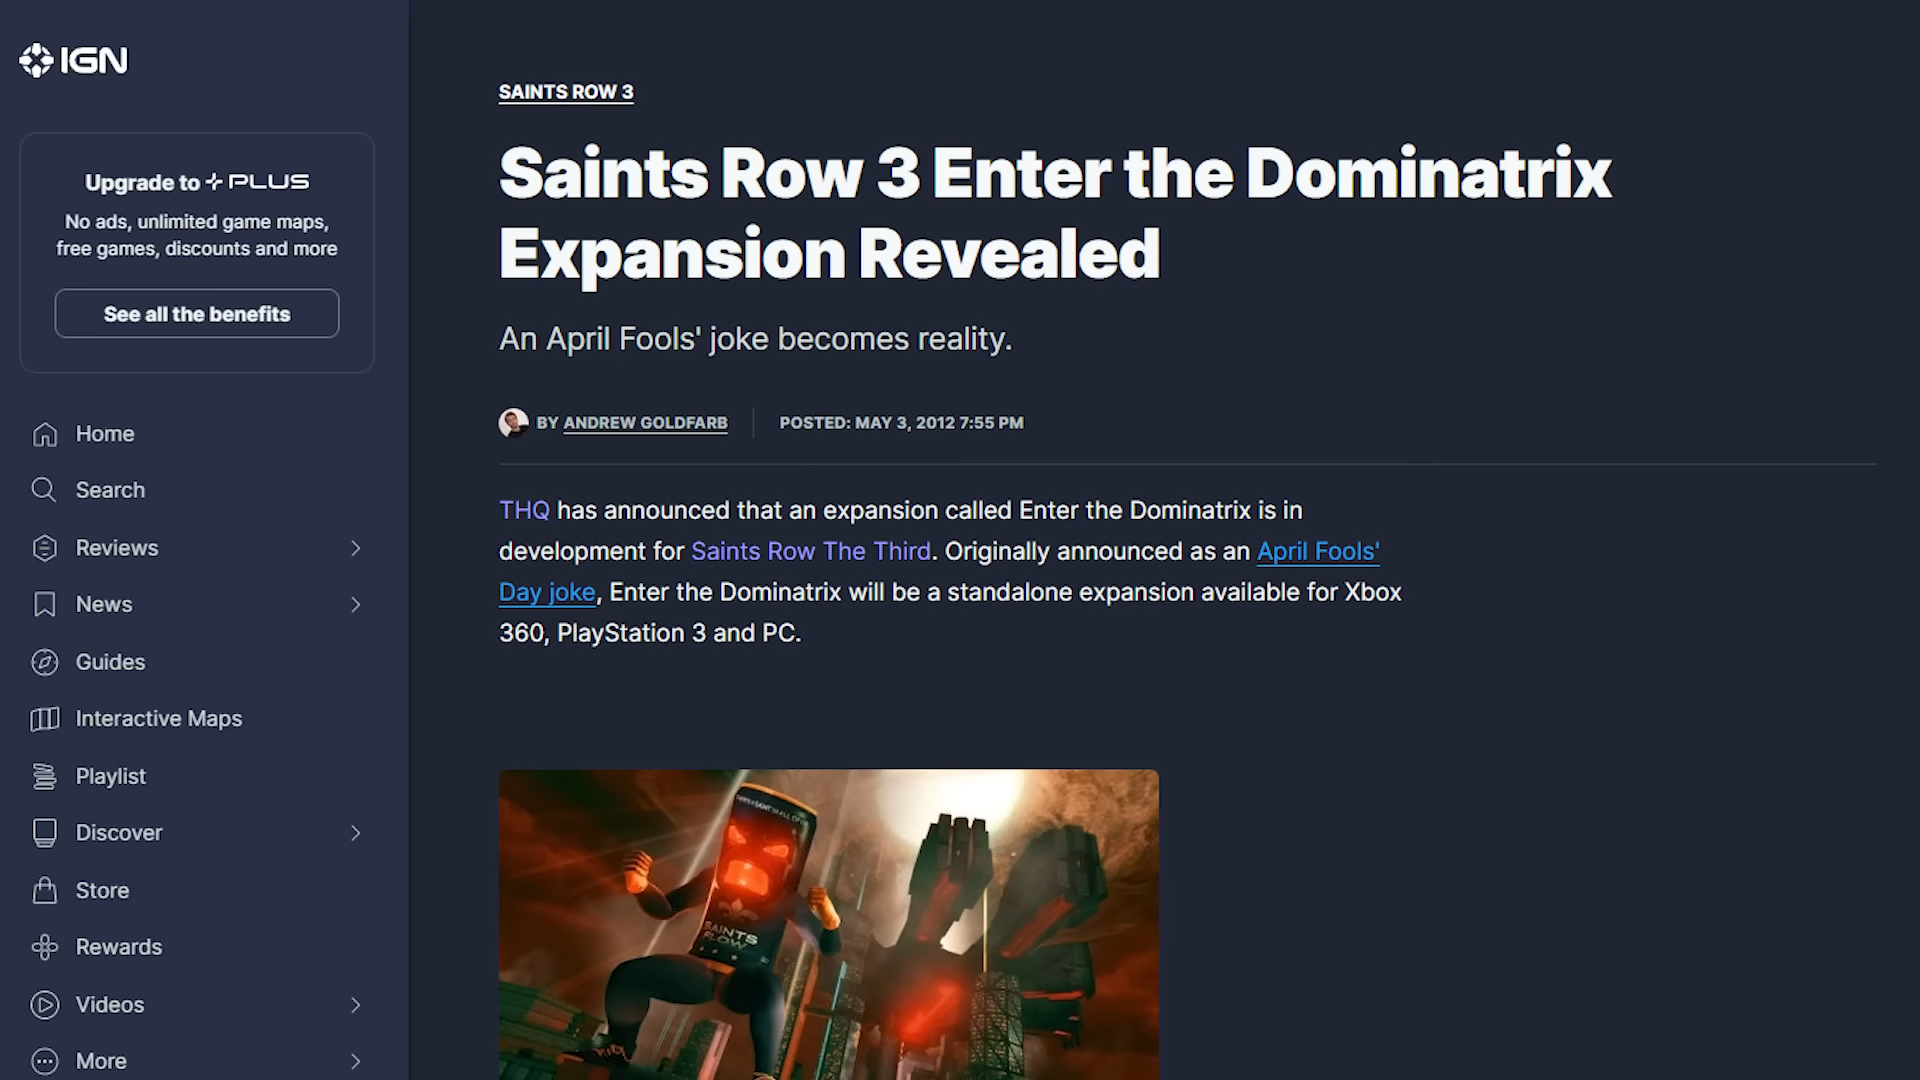 IGN
Upgrade to PLUS
No ads, unlimited game maps,
free games, discounts and more
See all the benefits
Home
Search
Reviews
News
Guides
Interactive Maps
Playlist
Discover
Store
Rewards
Videos
More
SAINTS ROW 3
Saints Row 3 Enter the Dominatrix
Expansion Revealed
An April Fools' joke becomes reality.
BY ANDREW GOLDFARB
POSTED: MAY 3, 2012 7:55 PM
THQ has announced that an expansion called Enter the Dominatrix is in
development for Saints Row The Third. Originally announced as an April Fools'
Day joke, Enter the Dominatrix will be a standalone expansion available for Xbox
360, PlayStation 3 and PC.
SAINTS
FLOW